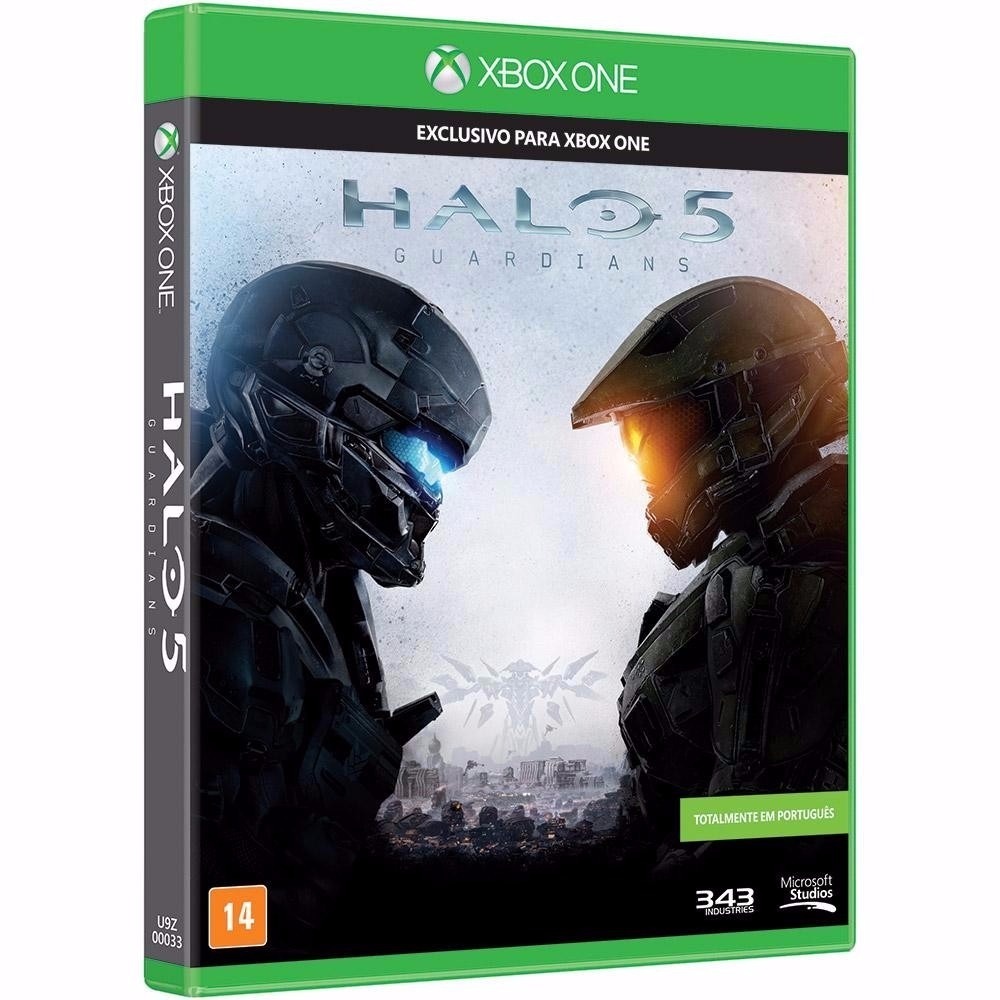 XBOX ONE
EXCLUSIVO PARA XBOX ONE
HALO 5
GUARDIANS
TOTALMENTE EM PORTUGUÊS
14
343
INDUSTRIES
Microsoft
Studios
XBOX ONE
HALO 5
GUARDIANS
U9Z
00033